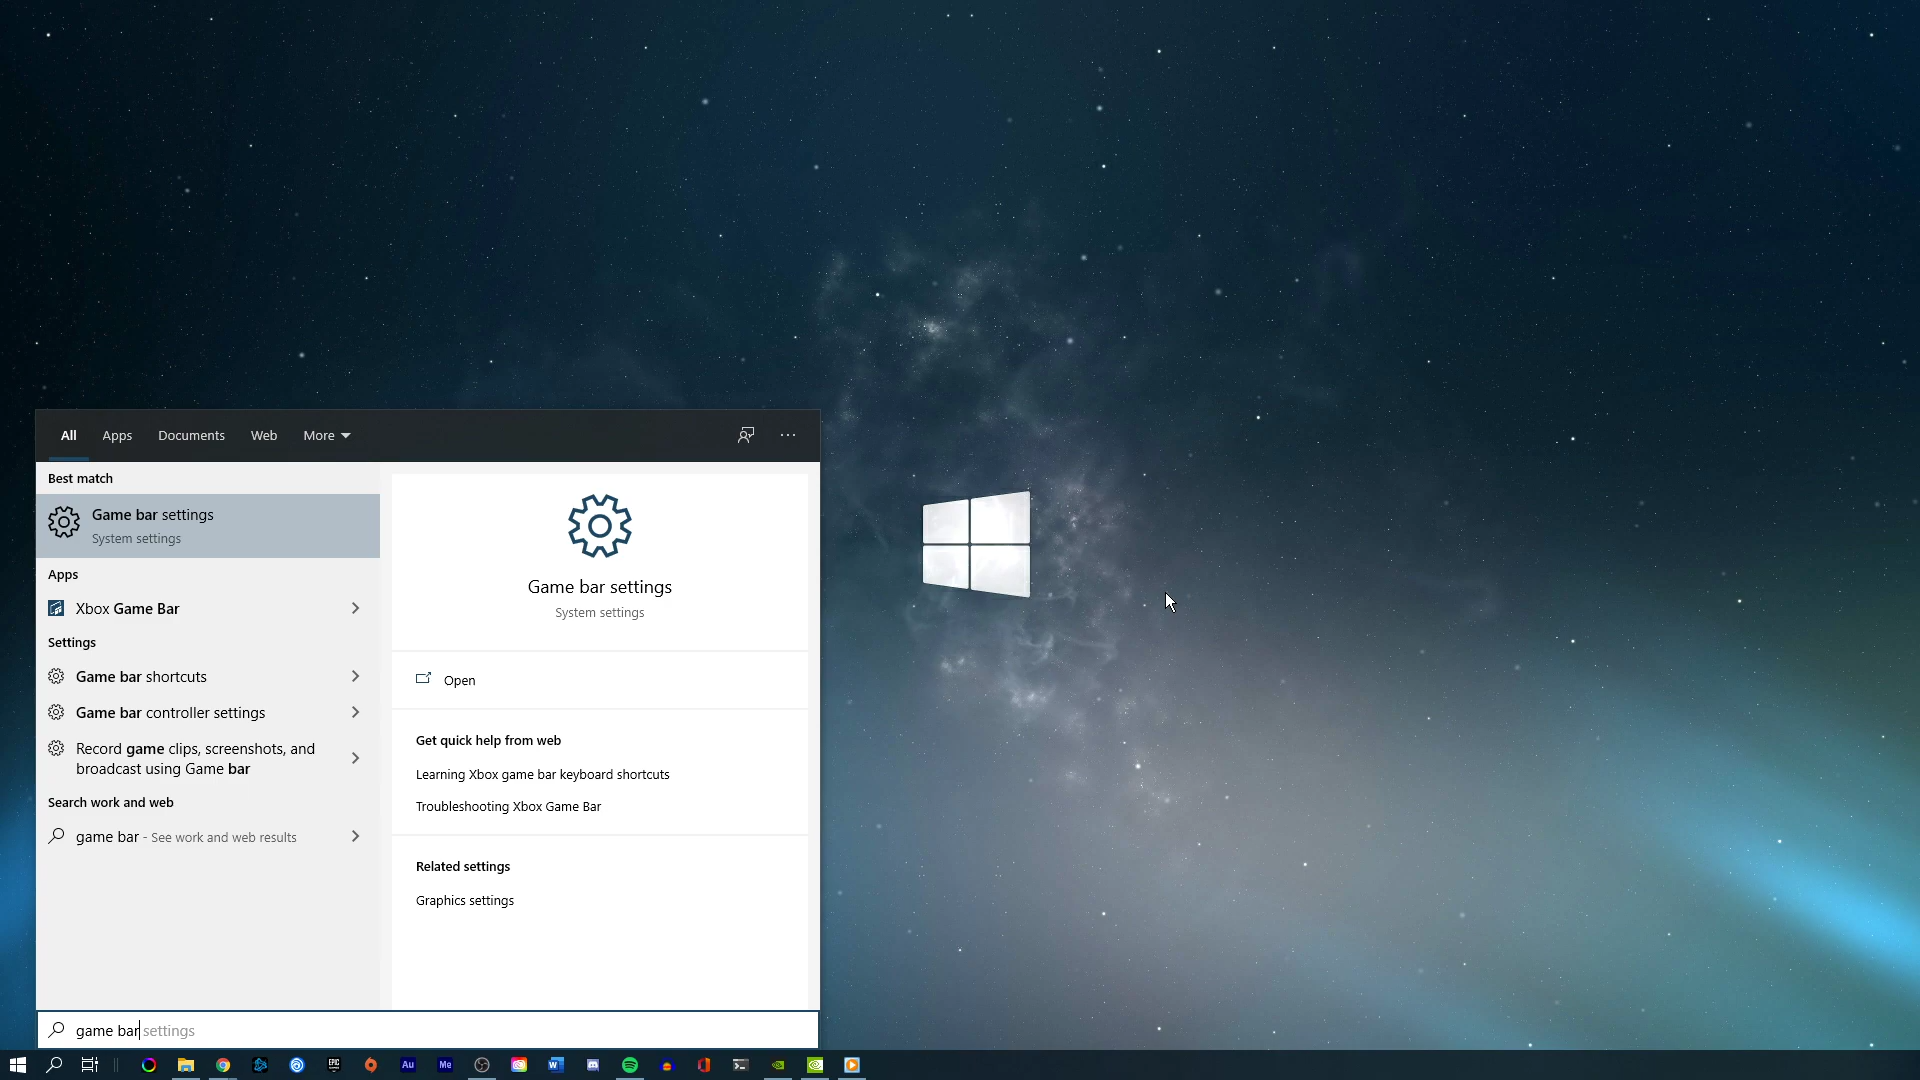 All Apps Documents Web More
Best match
Game bar settings
System settings
Apps
Xbox Game Bar
Settings
Game bar shortcuts
Game bar controller settings
Record game clips, screenshots, and
broadcast using Game bar
Search work and web
game bar - See work and web results
Game bar settings
System settings
Open
Get quick help from web
Learning Xbox game bar keyboard shortcuts
Troubleshooting Xbox Game Bar
Related settings
Graphics settings
game bar settings
EPIC
Au
Me
W